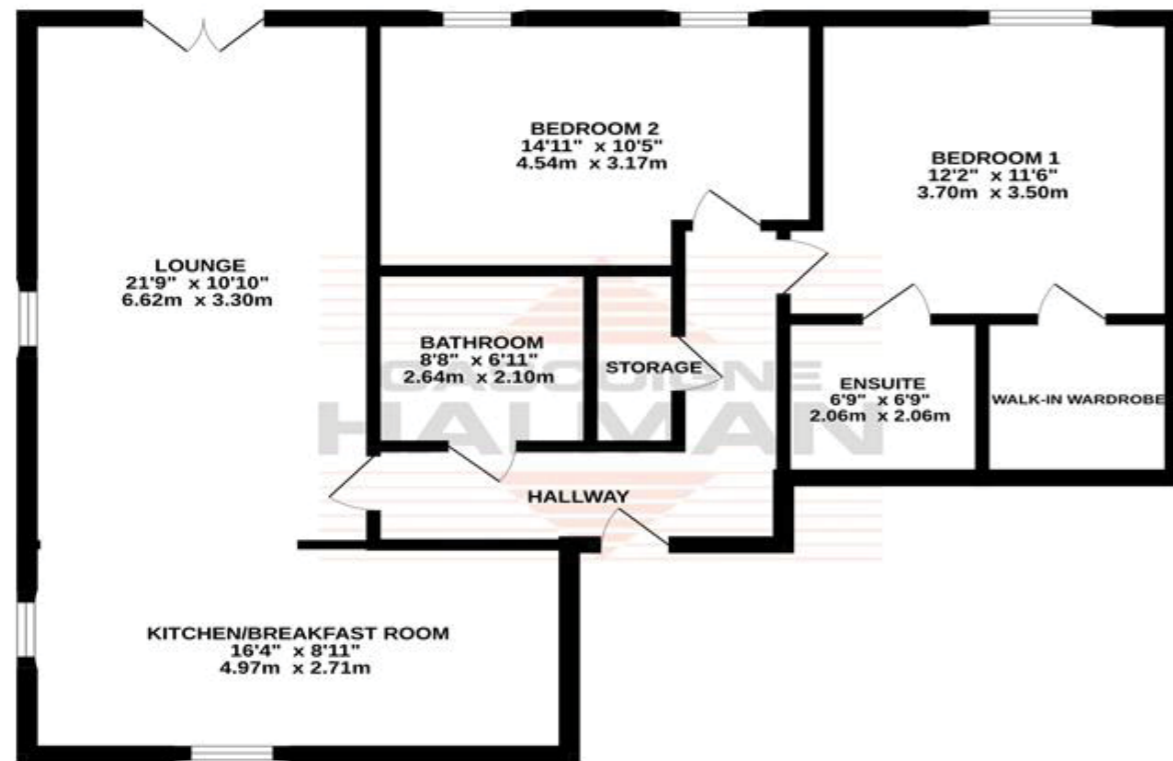 BEDROOM 2
14'11" x 10'5"
4.54m x 3.17m
BEDROOM 1
12'2" x 11'6"
3.70m x 3.50m
LOUNGE
21'9" x 10'10"
6.62m x 3.30m
BATHROOM
8'8" x 6'11"
2.64m x 2.10m
STORAGE
ENSUITE
6'9" x 6'9"
2.06m x 2.06m
WALK-IN WARDROBE
GASCOIGNE
HALMAN
HALLWAY
KITCHEN/BREAKFAST ROOM
16'4" x 8'11"
4.97m x 2.71m